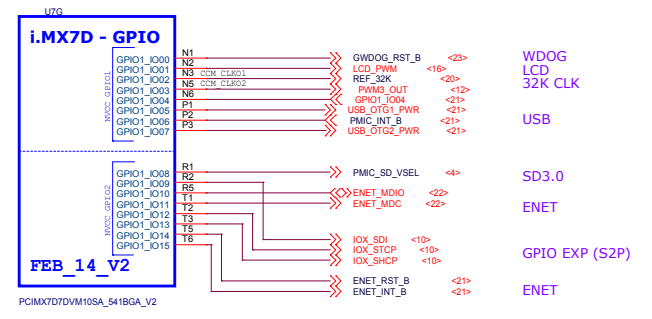 U7G
i.MX7D - GPIO
NVCC_GPIO1
GPIO1_IO00 N1 GWDOG_RST_B <23> WDOG
GPIO1_IO01 N2 LCD_PWM <16> LCD
GPIO1_IO02 N3 CCM_CLKO1 REF_32K <20> 32K CLK
GPIO1_IO03 N5 CCM_CLKO2 PWM3_OUT <12>
GPIO1_IO04 N6 GPIO1_IO04 <21>
GPIO1_IO05 P1 USB_OTG1_PWR <21>
GPIO1_IO06 P2 PMIC_INT_B <21> USB
GPIO1_IO07 P3 USB_OTG2_PWR <21>
NVCC_GPIO2
GPIO1_IO08 R1 PMIC_SD_VSEL <4> SD3.0
GPIO1_IO09 R2
GPIO1_IO10 R5 ENET_MDIO <22>
GPIO1_IO11 T1 ENET_MDC <22> ENET
GPIO1_IO12 T2
GPIO1_IO13 T3
GPIO1_IO14 T5
GPIO1_IO15 T6
IOX_SDI <10>
IOX_STCP <10> GPIO EXP (S2P)
IOX_SHCP <10>
FEB_14_V2
ENET_RST_B <21>
ENET_INT_B <21> ENET
PCIMX7D7DVM10SA_541BGA_V2